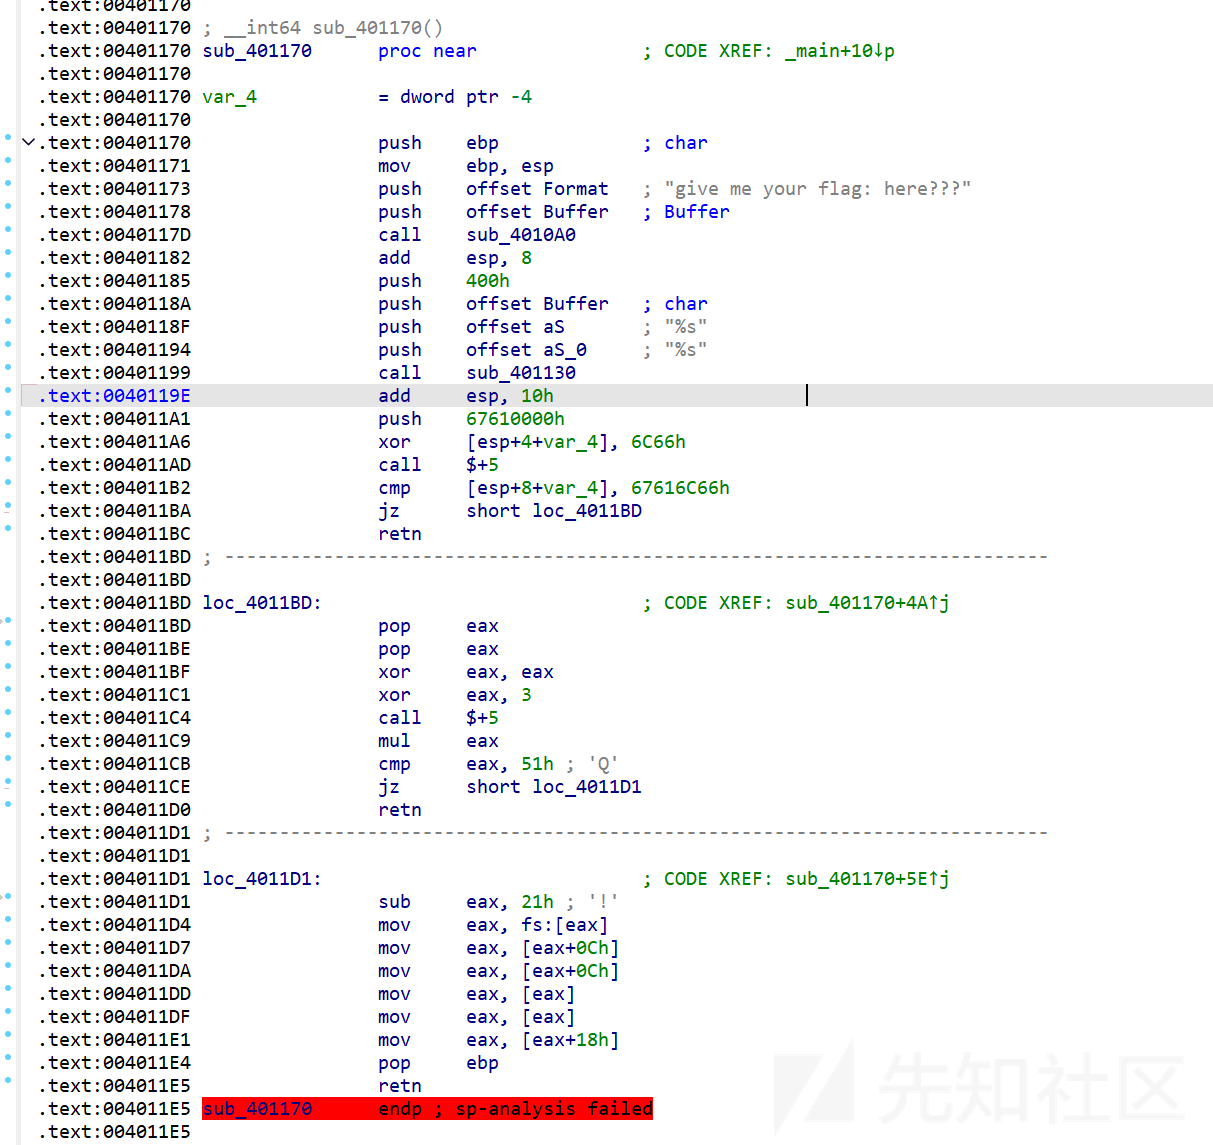 .text:00401170
.text:00401170 ; __int64 sub_401170()
.text:00401170 sub_401170 proc near ; CODE XREF: _main+10↓p
.text:00401170
.text:00401170 var_4 = dword ptr -4
.text:00401170
.text:00401170 push ebp ; char
.text:00401171 mov ebp, esp
.text:00401173 push offset Format ; "give me your flag: here???"
.text:00401178 push offset Buffer ; Buffer
.text:0040117D call sub_4010A0
.text:00401182 add esp, 8
.text:00401185 push 400h
.text:0040118A push offset Buffer ; char
.text:0040118F push offset aS ; "%s"
.text:00401194 push offset aS_0 ; "%s"
.text:00401199 call sub_401130
.text:0040119E add esp, 10h
.text:004011A1 push 67610000h
.text:004011A6 xor [esp+4+var_4], 6C66h
.text:004011AD call $+5
.text:004011B2 cmp [esp+8+var_4], 67616C66h
.text:004011BA jz short loc_4011BD
.text:004011BC retn
.text:004011BD ; ---------------------------------------------------------------------------
.text:004011BD
.text:004011BD loc_4011BD: ; CODE XREF: sub_401170+4A↑j
.text:004011BD pop eax
.text:004011BE pop eax
.text:004011BF xor eax, eax
.text:004011C1 xor eax, 3
.text:004011C4 call $+5
.text:004011C9 mul eax
.text:004011CB cmp eax, 51h ; 'Q'
.text:004011CE jz short loc_4011D1
.text:004011D0 retn
.text:004011D1 ; ---------------------------------------------------------------------------
.text:004011D1
.text:004011D1 loc_4011D1: ; CODE XREF: sub_401170+5E↑j
.text:004011D1 sub eax, 21h ; '!'
.text:004011D4 mov eax, fs:[eax]
.text:004011D7 mov eax, [eax+0Ch]
.text:004011DA mov eax, [eax+0Ch]
.text:004011DD mov eax, [eax]
.text:004011DF mov eax, [eax]
.text:004011E1 mov eax, [eax+18h]
.text:004011E4 pop ebp
.text:004011E5 retn
.text:004011E5 sub_401170 endp ; sp-analysis failed
.text:004011E5
先知社区